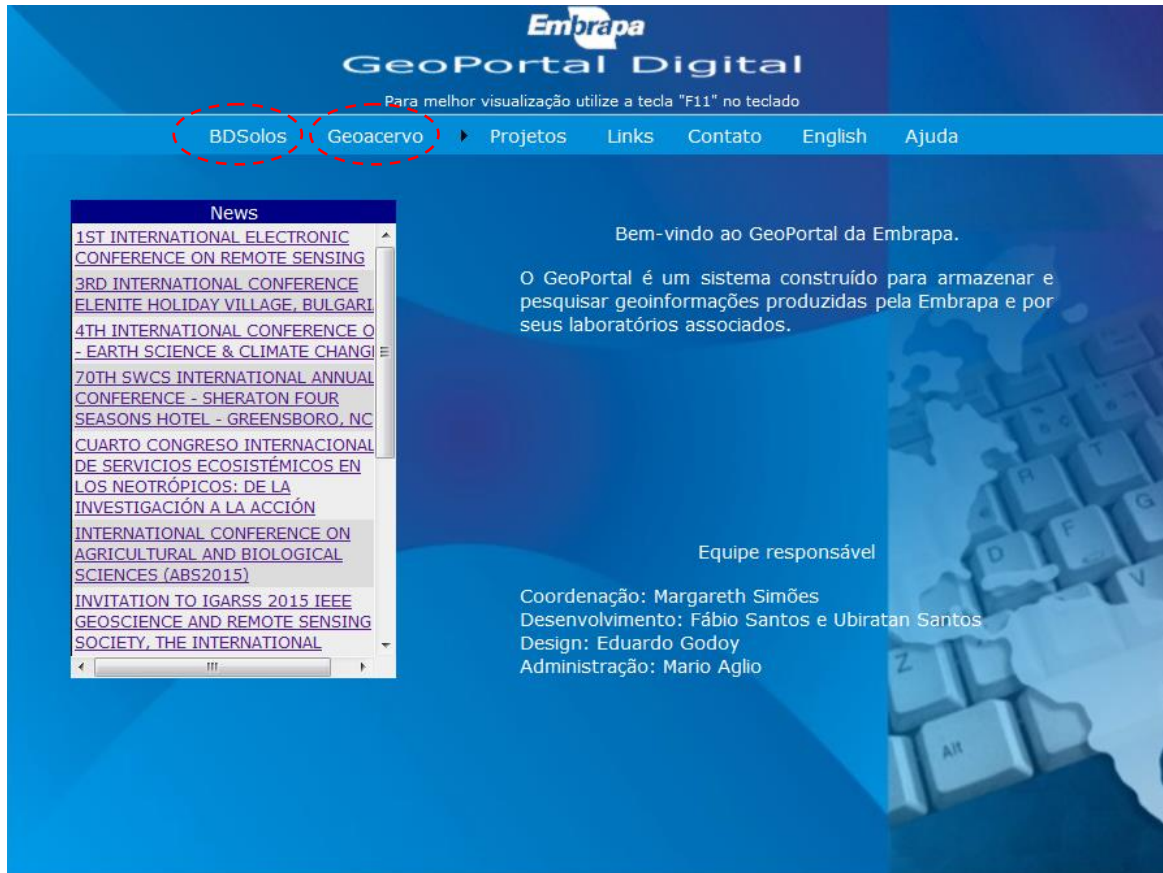 Embrapa
GeoPortal Digital
Para melhor visualização utilize a tecla "F11" no teclado
BDSolos Geoacervo Projetos Links Contato English Ajuda
News
1ST INTERNATIONAL ELECTRONIC
CONFERENCE ON REMOTE SENSING
3RD INTERNATIONAL CONFERENCE
ELENITE HOLIDAY VILLAGE, BULGARI
4TH INTERNATIONAL CONFERENCE O
- EARTH SCIENCE & CLIMATE CHANG
70TH SWCS INTERNATIONAL ANNUAL
CONFERENCE - SHERATON FOUR
SEASONS HOTEL - GREENSBORO, NC
CUARTO CONGRESO INTERNACIONAL
DE SERVICIOS ECOSISTÉMICOS EN
LOS NEOTRÓPICOS: DE LA
INVESTIGACIÓN A LA ACCIÓN
INTERNATIONAL CONFERENCE ON
AGRICULTURAL AND BIOLOGICAL
SCIENCES (ABS2015)
INVITATION TO IGARSS 2015 IEEE
GEOSCIENCE AND REMOTE SENSING
SOCIETY, THE INTERNATIONAL
Bem-vindo ao GeoPortal da Embrapa.
O GeoPortal é um sistema construído para armazenar e
pesquisar geoinformações produzidas pela Embrapa e por
seus laboratórios associados.
Equipe responsável
Coordenação: Margareth Simões
Desenvolvimento: Fábio Santos e Ubiratan Santos
Design: Eduardo Godoy
Administração: Mario Aglio
R
T
D
F
G
V
Z
Alt